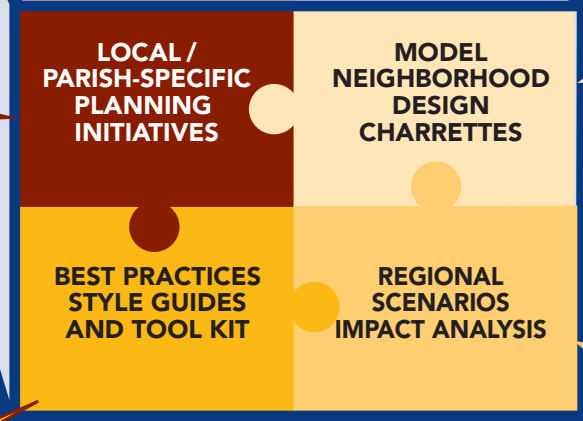 LOCAL /
PARISH-SPECIFIC
PLANNING
INITIATIVES
MODEL
NEIGHBORHOOD
DESIGN
CHARRETTES
BEST PRACTICES
STYLE GUIDES
AND TOOL KIT
REGIONAL
SCENARIOS
IMPACT ANALYSIS